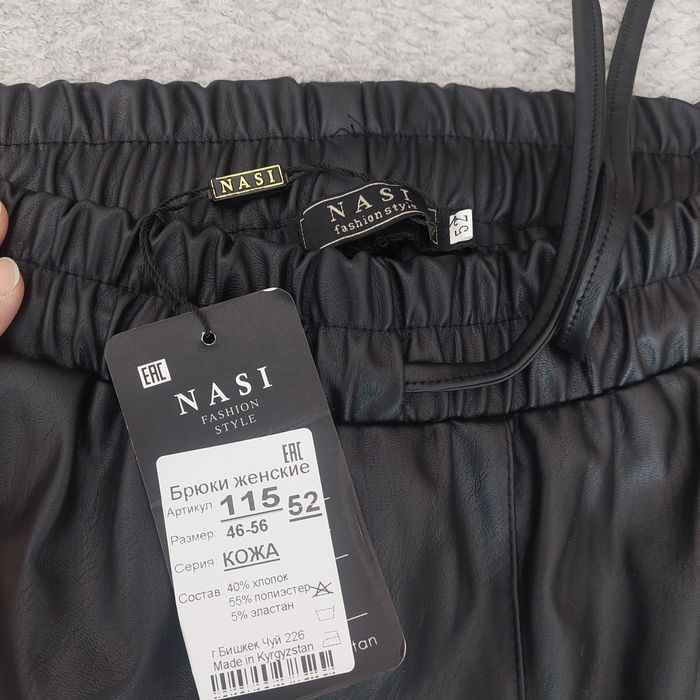 NASI
NASI
fashion style
52
EAC
NASI
FASHION
STYLE
EAC
Брюки женские
Артикул: 115 52
Размер: 46-56
Серия: КОЖА
Состав: 40% хлопок
55% полиэстер
5% эластан
г.Бишкек Чуй 226
Made in Kyrgyzstan
tan